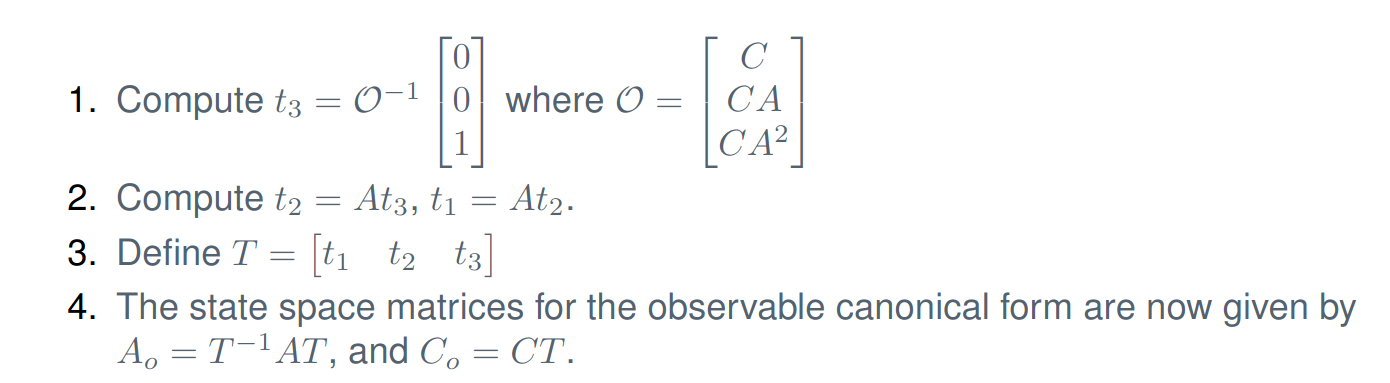 1. Compute $t_3 = \mathcal{O}^{-1} \begin{bmatrix} 0 \\ 0 \\ 1 \end{bmatrix}$ where $\mathcal{O} = \begin{bmatrix} C \\ CA \\ CA^2 \end{bmatrix}$
2. Compute $t_2 = At_3, t_1 = At_2$.
3. Define $T = \begin{bmatrix} t_1 & t_2 & t_3 \end{bmatrix}$
4. The state space matrices for the observable canonical form are now given by
$A_o = T^{-1}AT$, and $C_o = CT$.